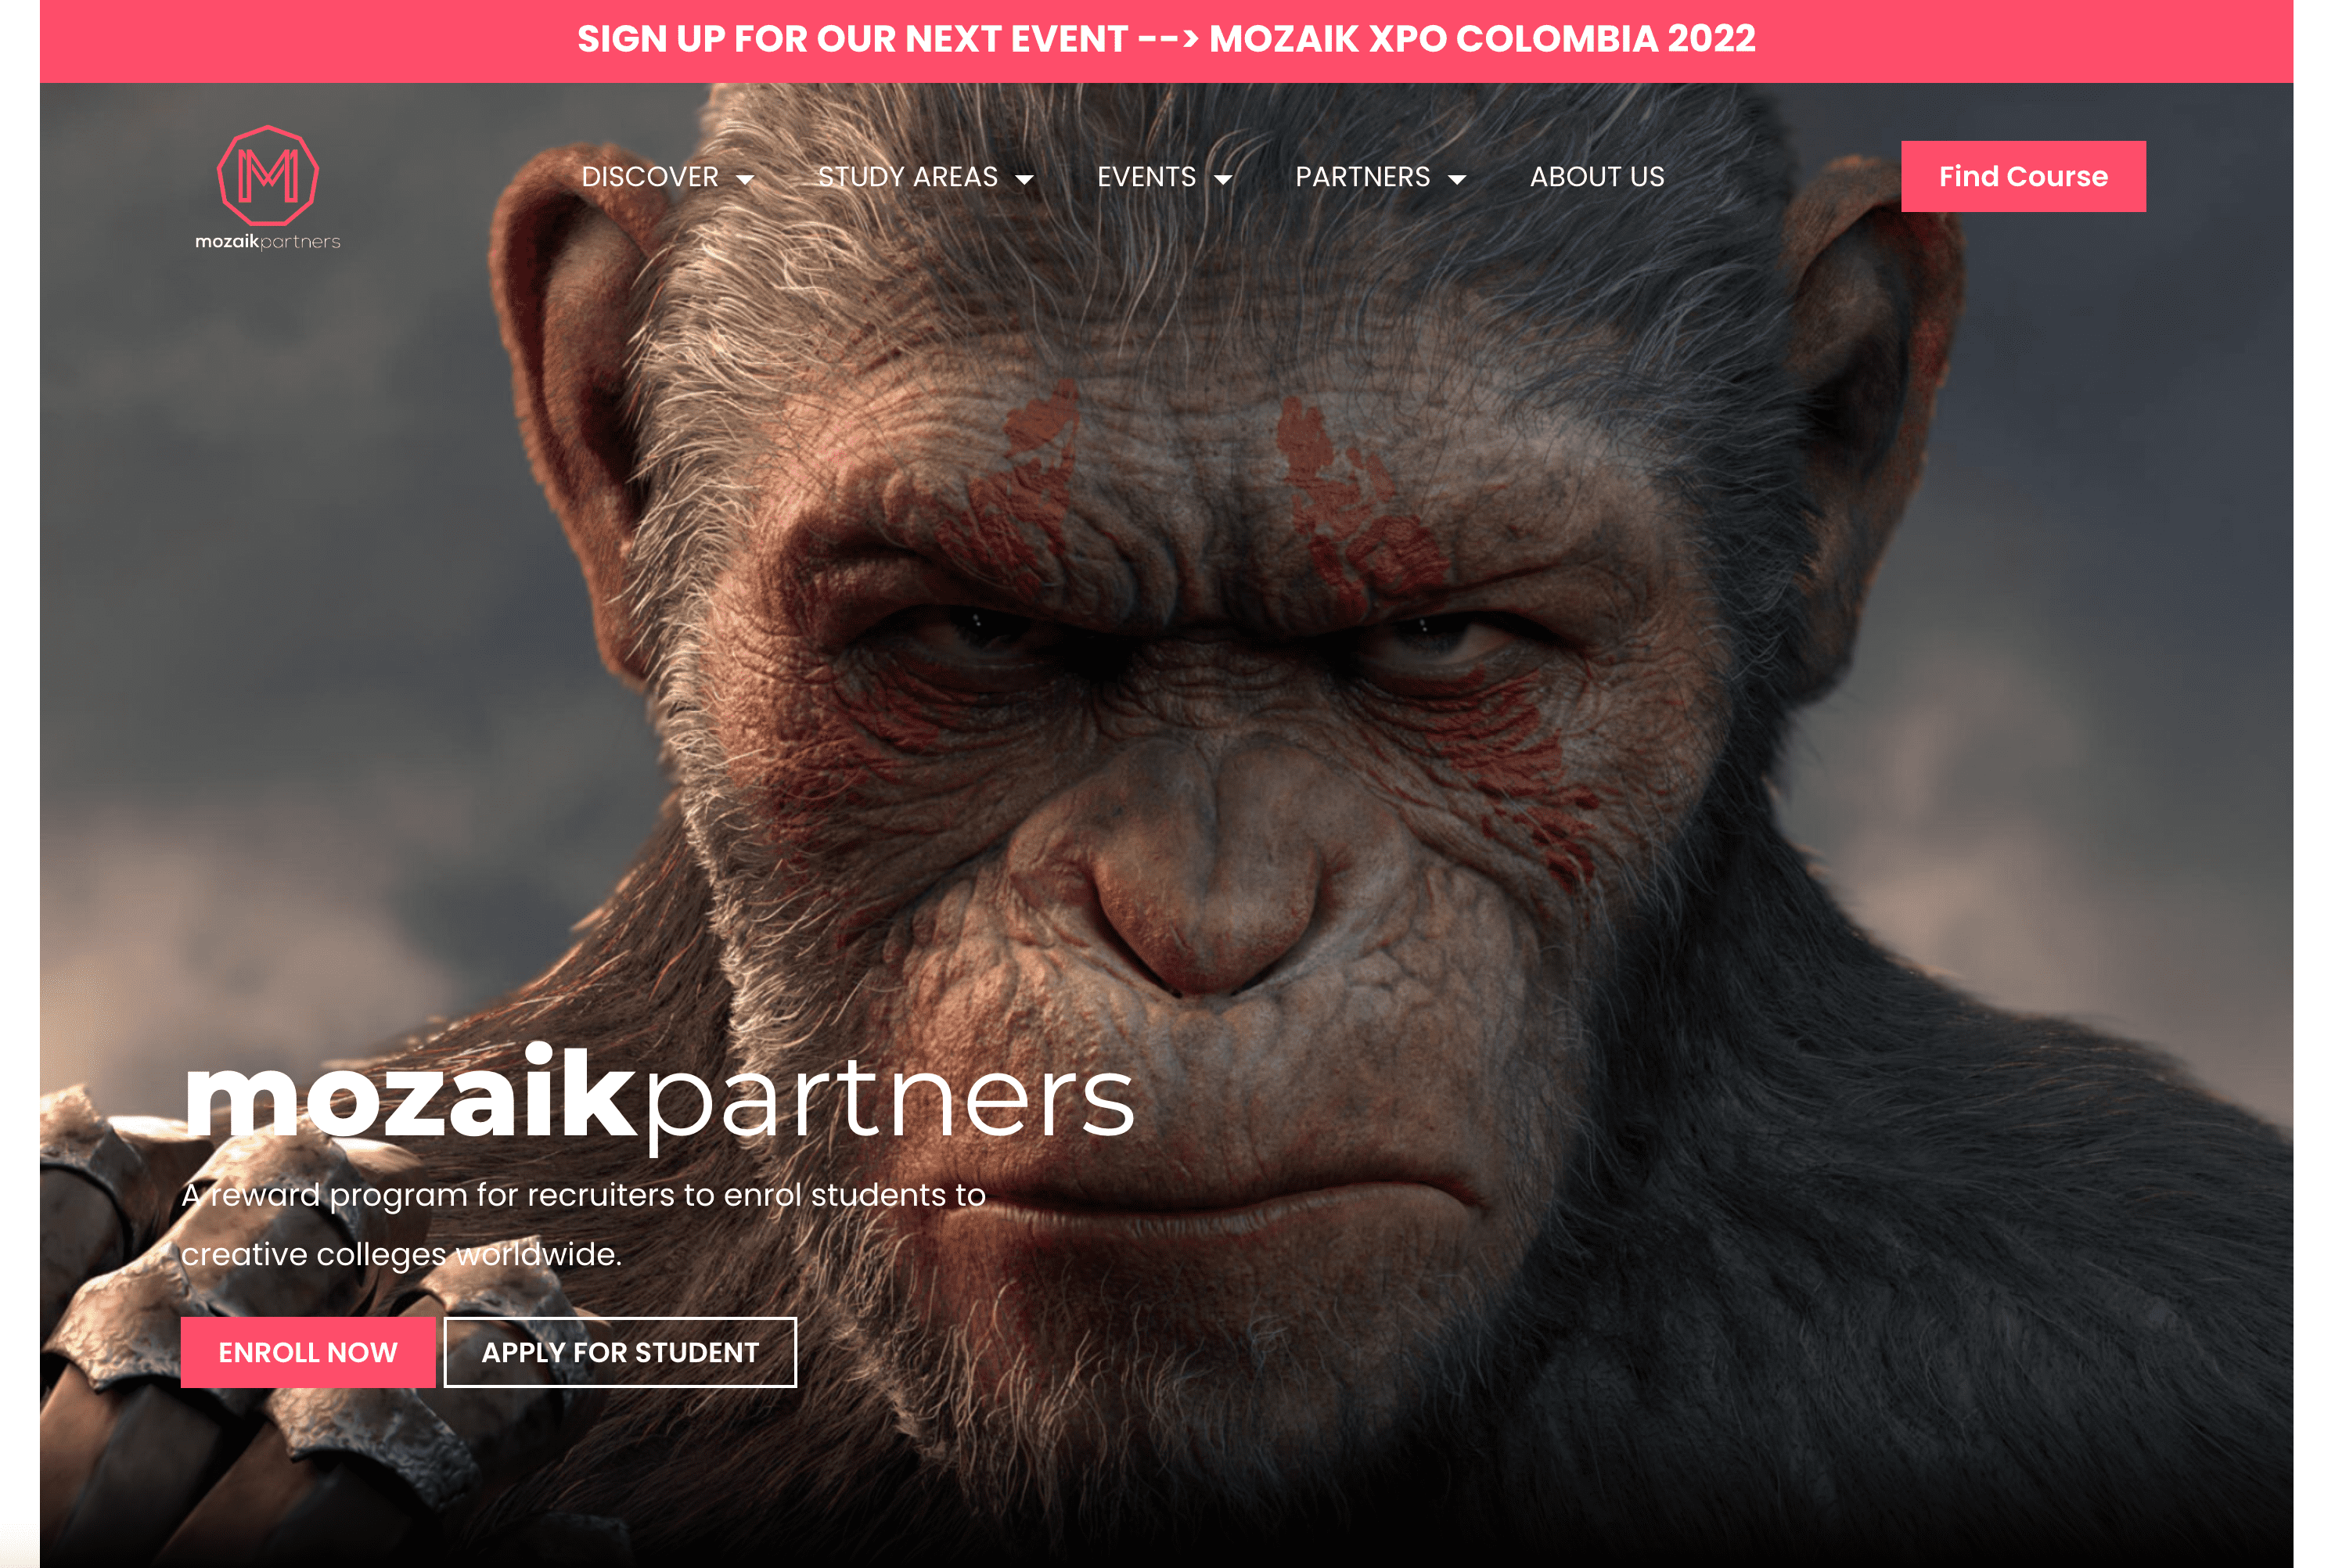 SIGN UP FOR OUR NEXT EVENT --> MOZAIK XPO COLOMBIA 2022
M
mozaikpartners
DISCOVER STUDY AREAS EVENTS PARTNERS ABOUT US Find Course
mozaikpartners
A reward program for recruiters to enrol students to
creative colleges worldwide.
ENROLL NOW APPLY FOR STUDENT